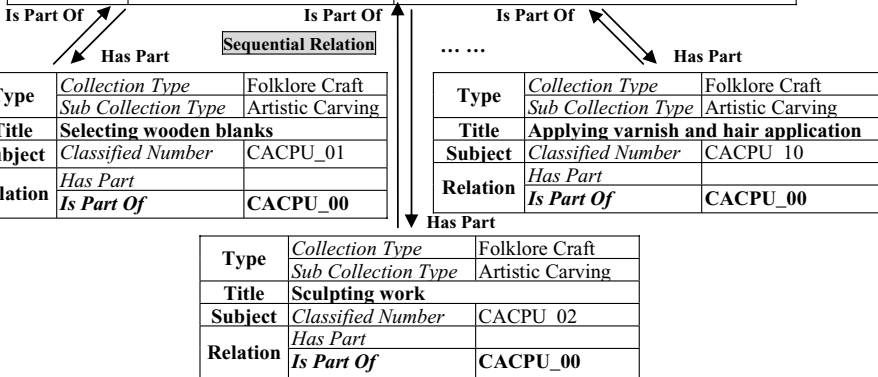 Is Part Of Is Part Of Is Part Of
Has Part Sequential Relation … … Has Part
Type Collection Type Folklore Craft
Sub Collection Type Artistic Carving
Title Selecting wooden blanks
Subject Classified Number CACPU_01
Relation Has Part
Is Part Of CACPU_00
Type Collection Type Folklore Craft
Sub Collection Type Artistic Carving
Title Applying varnish and hair application
Subject Classified Number CACPU_10
Relation Has Part
Is Part Of CACPU_00
Has Part
Type Collection Type Folklore Craft
Sub Collection Type Artistic Carving
Title Sculpting work
Subject Classified Number CACPU_02
Relation Has Part
Is Part Of CACPU_00